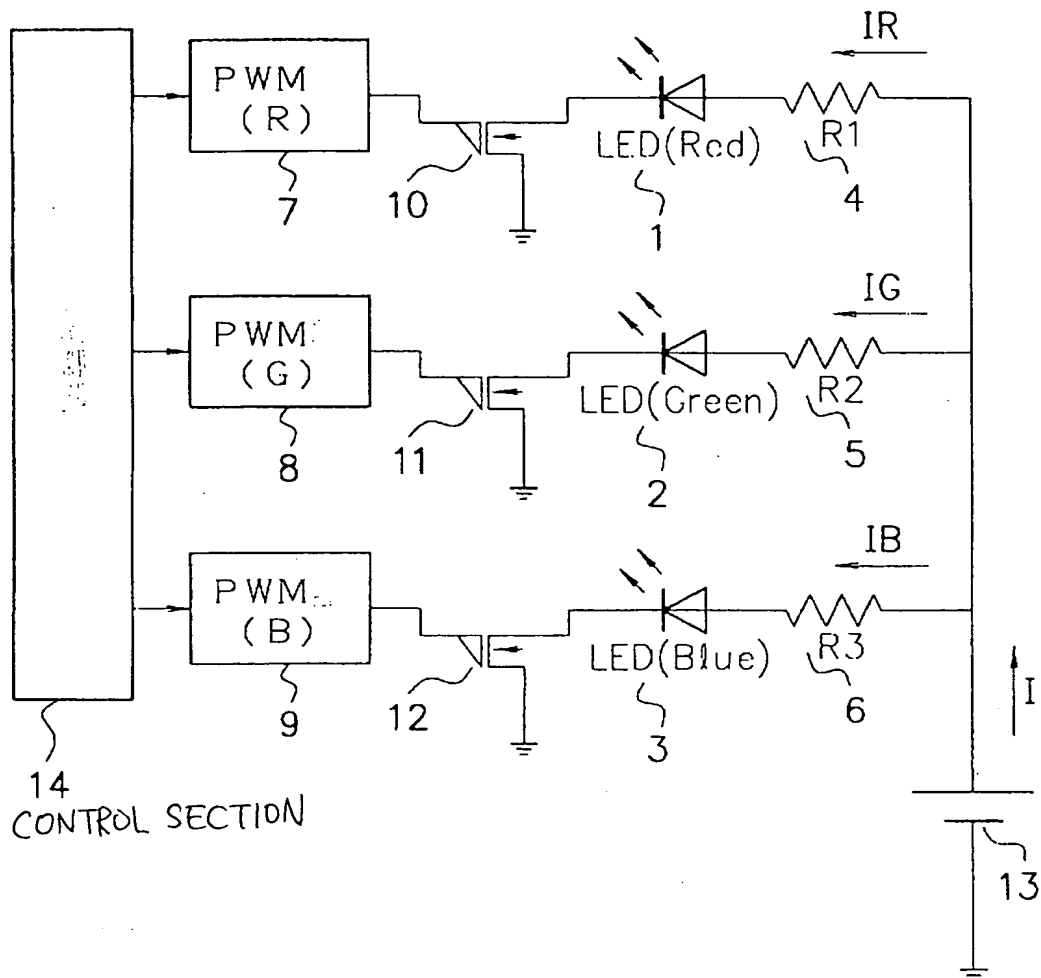 IR
PWM
(R)
R1
LED(Red)
7
10
1
4
IG
PWM
(G)
R2
LED(Green)
8
11
2
5
IB
PWM
(B)
R3
LED(Blue)
9
12
3
6
I
14
CONTROL SECTION
13